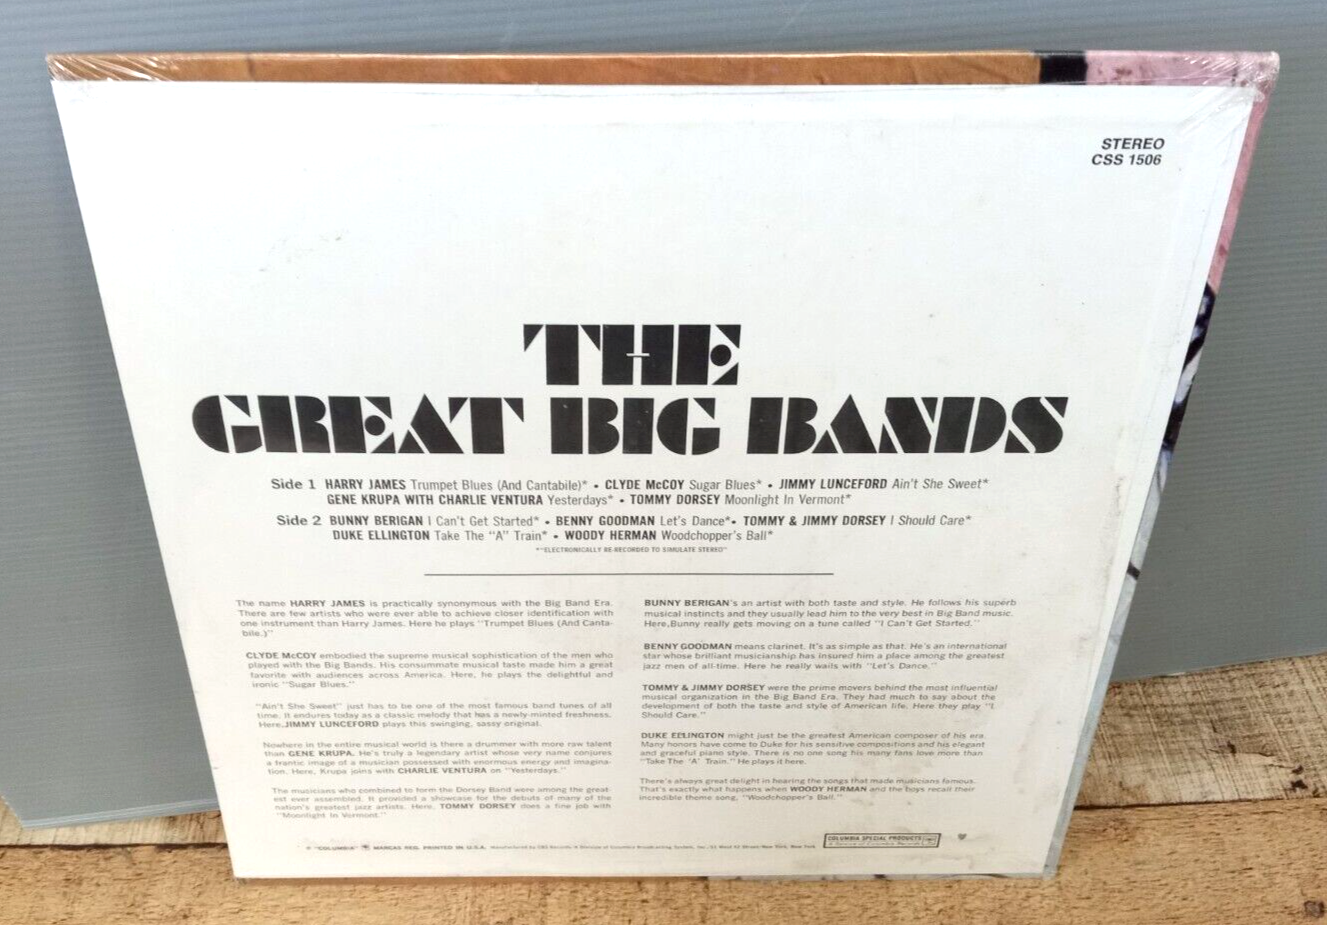 STEREO
CSS 1506
THE
GREAT BIG BANDS
Side 1 HARRY JAMES Trumpet Blues (And Cantabile)* • CLYDE McCOY Sugar Blues* • JIMMY LUNCEFORD Ain't She Sweet*
GENE KRUPA WITH CHARLIE VENTURA Yesterdays* • TOMMY DORSEY Moonlight In Vermont*
Side 2 BUNNY BERIGAN I Can't Get Started* • BENNY GOODMAN Let's Dance* • TOMMY & JIMMY DORSEY I Should Care*
DUKE ELLINGTON Take The "A" Train* • WOODY HERMAN Woodchopper's Ball*
*"ELECTRONICALLY RE-RECORDED TO SIMULATE STEREO"
The name HARRY JAMES is practically synonymous with the Big Band Era.
There are few artists who were ever able to achieve closer identification with
one instrument than Harry James. Here he plays "Trumpet Blues (And Canta-
bile.)"
CLYDE McCOY embodied the supreme musical sophistication of the men who
played with the Big Bands. His consummate musical taste made him a great
favorite with audiences across America. Here, he plays the delightful and
ironic "Sugar Blues."
"Ain't She Sweet" just has to be one of the most famous band tunes of all
time. It endures today as a classic melody that has a newly-minted freshness.
Here, JIMMY LUNCEFORD plays this swinging, sassy original.
Nowhere in the entire musical world is there a drummer with more raw talent
than GENE KRUPA. He's truly a legendary artist whose very name conjures
a frantic image of a musician possessed with enormous energy and imagina-
tion. Here, Krupa joins with CHARLIE VENTURA on "Yesterdays."
The musicians who combined to form the Dorsey Band were among the great-
est ever assembled. It provided a showcase for the debuts of many of the
nation's greatest jazz artists. Here, TOMMY DORSEY does a fine job with
"Moonlight In Vermont."
BUNNY BERIGAN's an artist with both taste and style. He follows his superb
musical instincts and they usually lead him to the very best in Big Band music.
Here, Bunny really gets moving on a tune called "I Can't Get Started."
BENNY GOODMAN means clarinet. It's as simple as that. He's an international
star whose brilliant musicianship has insured him a place among the greatest
jazz men of all-time. Here he really wails with "Let's Dance."
TOMMY & JIMMY DORSEY were the prime movers behind the most influential
musical organization in the Big Band Era. They had much to say about the
development of both the taste and style of American life. Here they play "I
Should Care."
DUKE ELLINGTON might just be the greatest American composer of his era.
Many honors have come to Duke for his sensitive compositions and his elegant
and graceful piano style. There is no one song his many fans love more than
"Take The 'A' Train." He plays it here.
There's always great delight in hearing the songs that made musicians famous.
That's exactly what happens when WOODY HERMAN and the boys recall their
incredible theme song, "Woodchopper's Ball."
® "COLUMBIA" MARCAS REG. PRINTED IN U.S.A. Manufactured by CBS Records/A Division of Columbia Broadcasting System, Inc./51 West 52 Street/New York, New York
COLUMBIA SPECIAL PRODUCTS
A Service of Columbia Records